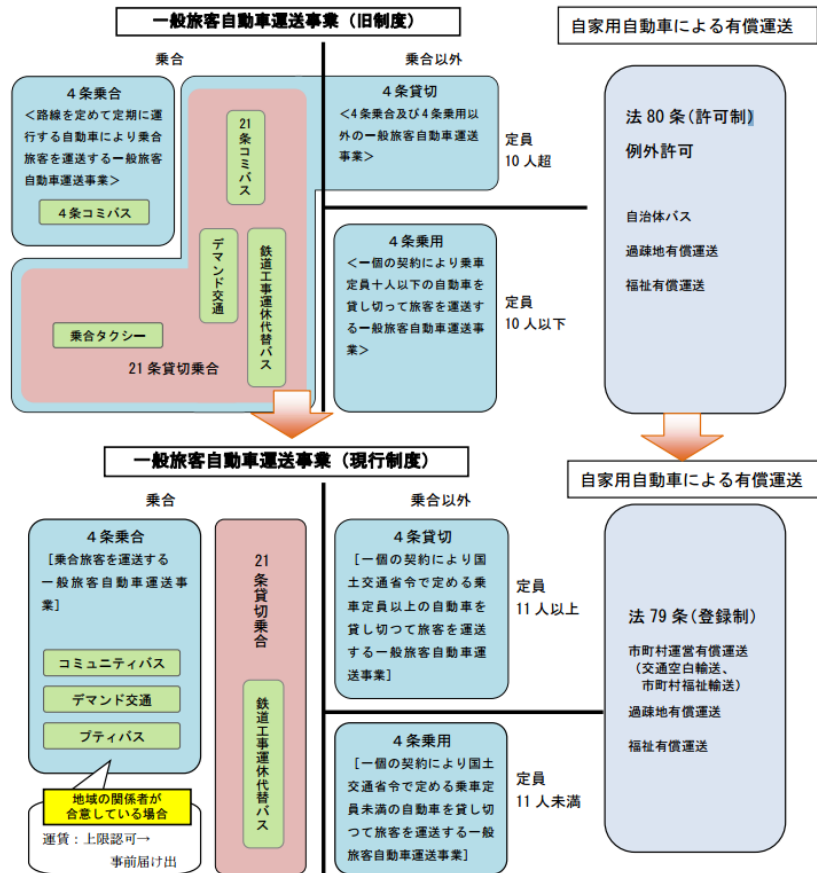 一般旅客自動車運送事業（旧制度）
自家用自動車による有償運送
乗合
乗合以外
４条乗合
<路線を定めて定期に運
行する自動車により乗合
旅客を運送する一般旅客
自動車運送事業>
４条コミバス
21条コミバス
デマンド交通
鉄道工事運休代替バス
乗合タクシー
21条貸切乗合
４条貸切
<4条乗合及び4条乗用以
外の一般旅客自動車運送
事業>
定員
10人超
４条乗用
<一個の契約により乗車
定員十人以下の自動車を
貸し切って旅客を運送す
る一般旅客自動車運送事
業>
定員
10人以下
法80条(許可制)
例外許可
自治体バス
過疎地有償運送
福祉有償運送
一般旅客自動車運送事業（現行制度）
自家用自動車による有償運送
乗合
乗合以外
４条乗合
[乗合旅客を運送する
一般旅客自動車運送事
業]
コミュニティバス
デマンド交通
プティバス
地域の関係者が
合意している場合
運賃：上限認可→
事前届け出
21条貸切乗合
鉄道工事運休代替バス
４条貸切
[一個の契約により国
土交通省令で定める乗
車定員以上の自動車を
貸し切つて旅客を運送
する一般旅客自動車運
送事業]
定員
11人以上
４条乗用
[一個の契約により国土
交通省令で定める乗車定
員未満の自動車を貸し切
つて旅客を運送する一般
旅客自動車運送事業]
定員
11人未満
法79条(登録制)
市町村運営有償運送
（交通空白輸送、
市町村福祉輸送）
過疎地有償運送
福祉有償運送